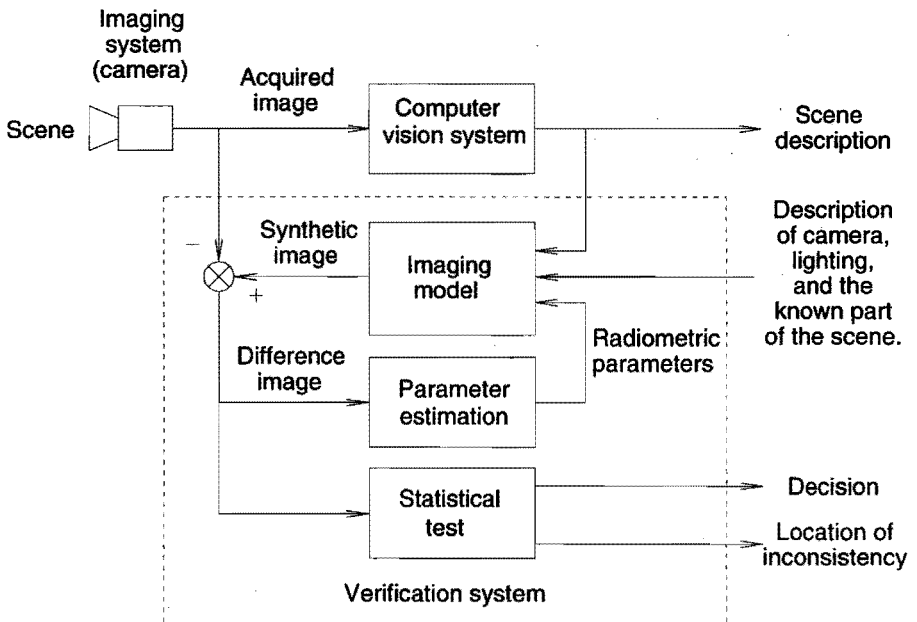 Imaging
system
(camera)
Acquired
image
Scene
Computer
vision system
Scene
description
Description
of camera,
lighting,
and the
known part
of the scene.
−
Synthetic
image
+
Imaging
model
Radiometric
parameters
Difference
image
Parameter
estimation
Statistical
test
Decision
Location of
inconsistency
Verification system